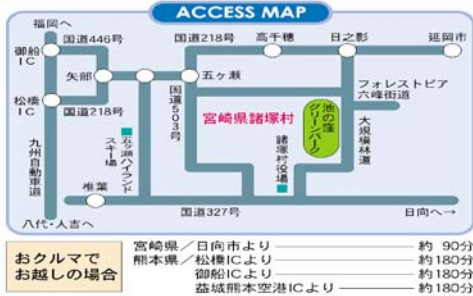 ACCESS MAP
福岡へ
国道446号
国道218号
高千穂
日之影
延岡市
御船
IC
矢部
五ヶ瀬
フォレストピア
六峰街道
松橋
IC
国道218号
国道503号
宮崎県諸塚村
池の窪
グリーンパーク
大規模林道
九州自動車道
五ヶ瀬ハイランド
スキー場
諸塚村役場
椎葉
国道327号
八代・人吉へ
日向へ→
おクルマで
お越しの場合
宮崎県／日向市より 約 90分
熊本県／松橋ICより 約180分
御船ICより 約180分
益城熊本空港ICより 約180分